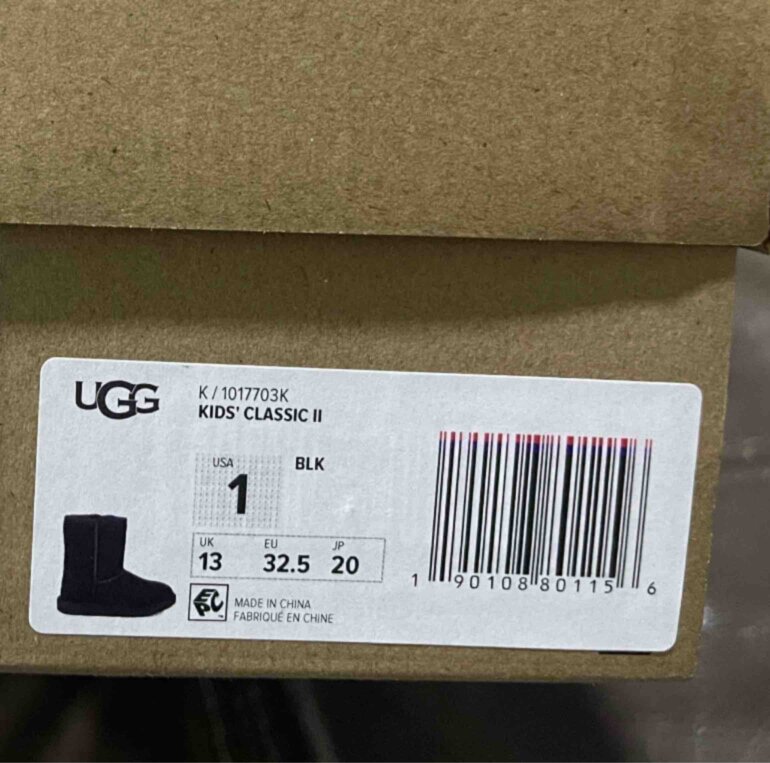 UGG
K / 1017703K
KIDS' CLASSIC II
USA
BLK
1
UK EU JP
13 32.5 20
EPC
MADE IN CHINA
FABRIQUÉ EN CHINE
1 90108 80115 6